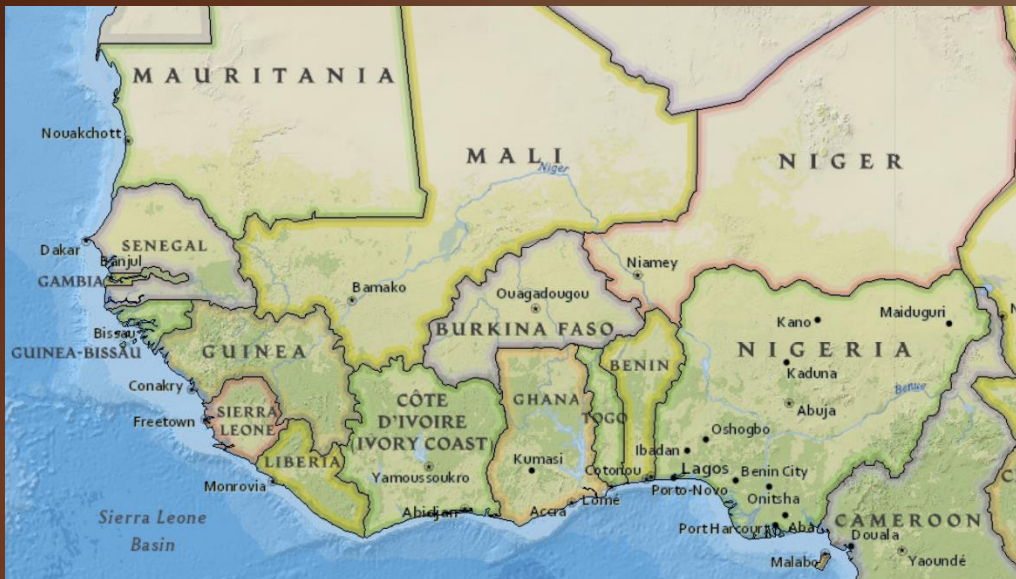 MAURITANIA
Nouakchott
MALI
Niger
NIGER
Dakar
SENEGAL
Banjul
GAMBIA
Niamey
Bamako
Ouagadougou
Kano
Maiduguri
Bissau
BURKINA FASO
GUINEA-BISSAU
GUINEA
NIGERIA
BENIN
Kaduna
Conakry
Benue
CÔTE
D'IVOIRE
IVORY COAST
GHANA
Abuja
SIERRA
LEONE
TOGO
Freetown
Oshogbo
Ibadan
LIBERIA
Kumasi
Yamoussoukro
Cotonou
Lagos
Benin City
Monrovia
Porto-Novo
Onitsha
Abidjan
Accra
Lomé
Sierra Leone
Basin
Port Harcourt
Aba
CAMEROON
Douala
Malabo
Yaoundé